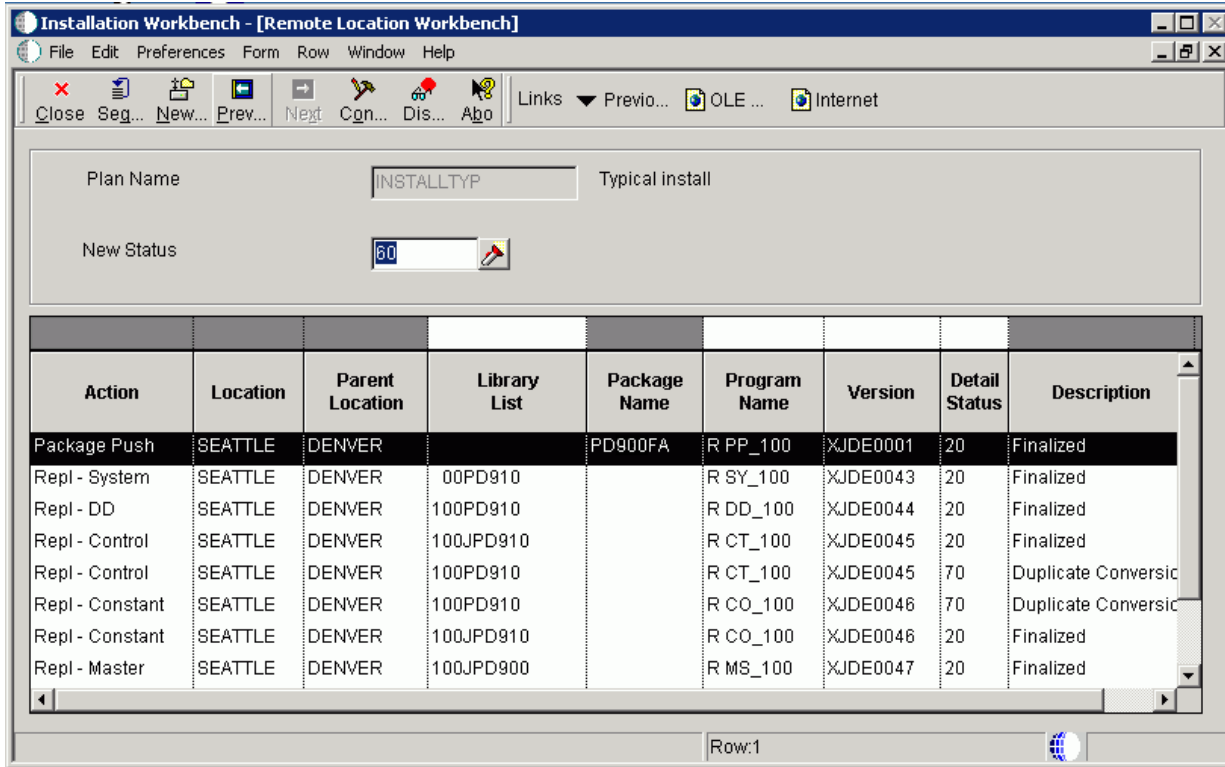 Installation Workbench - [Remote Location Workbench]
File Edit Preferences Form Row Window Help
Close Seq... New... Prev... Next Con... Dis... Abo Links Previo... OLE ... Internet
Plan Name INSTALLTYP Typical install
New Status 60
Action Location Parent Location Library List Package Name Program Name Version Detail Status Description
Package Push SEATTLE DENVER PD900FA R PP_100 XJDE0001 20 Finalized
Repl - System SEATTLE DENVER 00PD910 R SY_100 XJDE0043 20 Finalized
Repl - DD SEATTLE DENVER 100PD910 R DD_100 XJDE0044 20 Finalized
Repl - Control SEATTLE DENVER 100JPD910 R CT_100 XJDE0045 20 Finalized
Repl - Control SEATTLE DENVER 100PD910 R CT_100 XJDE0045 70 Duplicate Conversic
Repl - Constant SEATTLE DENVER 100PD910 R CO_100 XJDE0046 70 Duplicate Conversic
Repl - Constant SEATTLE DENVER 100JPD910 R CO_100 XJDE0046 20 Finalized
Repl - Master SEATTLE DENVER 100JPD900 R MS_100 XJDE0047 20 Finalized
Row:1